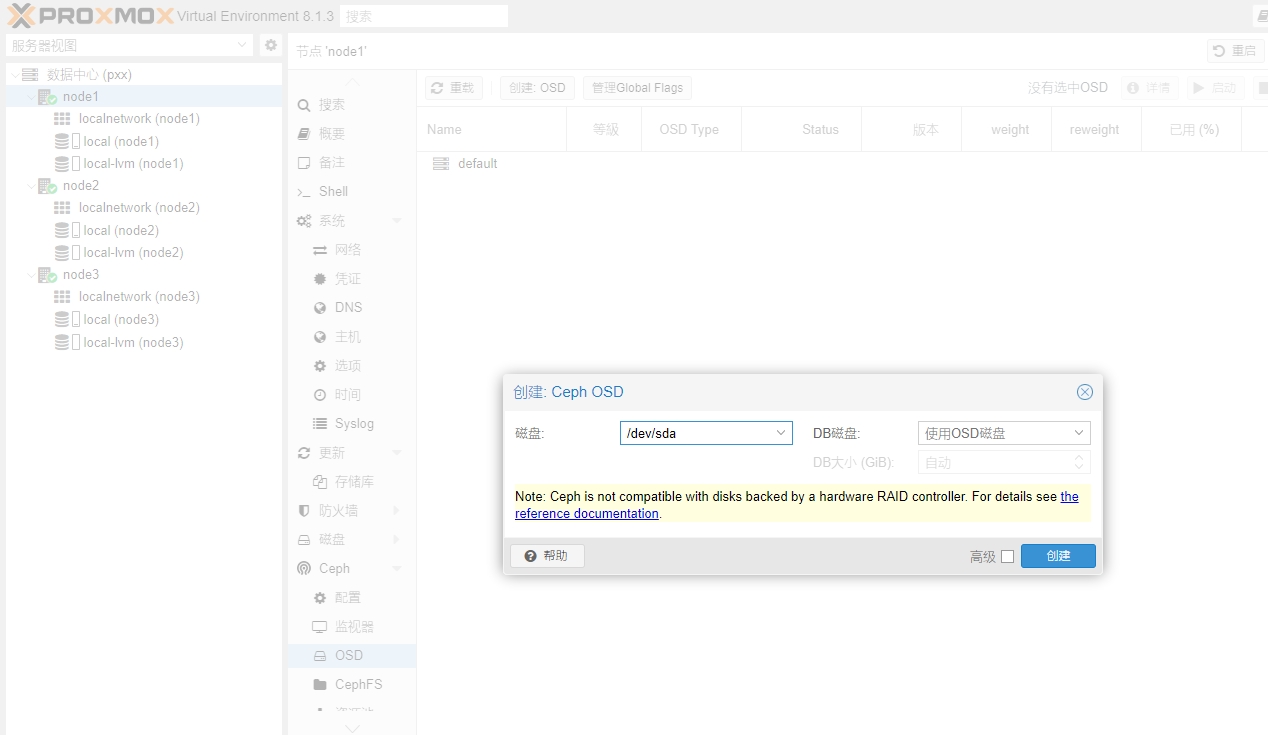 PROXMOX Virtual Environment 8.1.3 搜索
服务器视图
数据中心 (pxx)
node1
localnetwork (node1)
local (node1)
local-lvm (node1)
node2
localnetwork (node2)
local (node2)
local-lvm (node2)
node3
localnetwork (node3)
local (node3)
local-lvm (node3)
节点 'node1'
重启
搜索
概要
备注
Shell
系统
网络
凭证
DNS
主机
选项
时间
Syslog
更新
存储库
防火墙
磁盘
Ceph
配置
监视器
OSD
CephFS
重载 创建: OSD 管理Global Flags 没有选中OSD 详情 启动
Name 等級 OSD Type Status 版本 weight reweight 已用 (%)
default
创建: Ceph OSD
磁盘: /dev/sda DB磁盘: 使用OSD磁盘
DB大小 (GiB): 自动
Note: Ceph is not compatible with disks backed by a hardware RAID controller. For details see the
reference documentation.
帮助 高级 创建